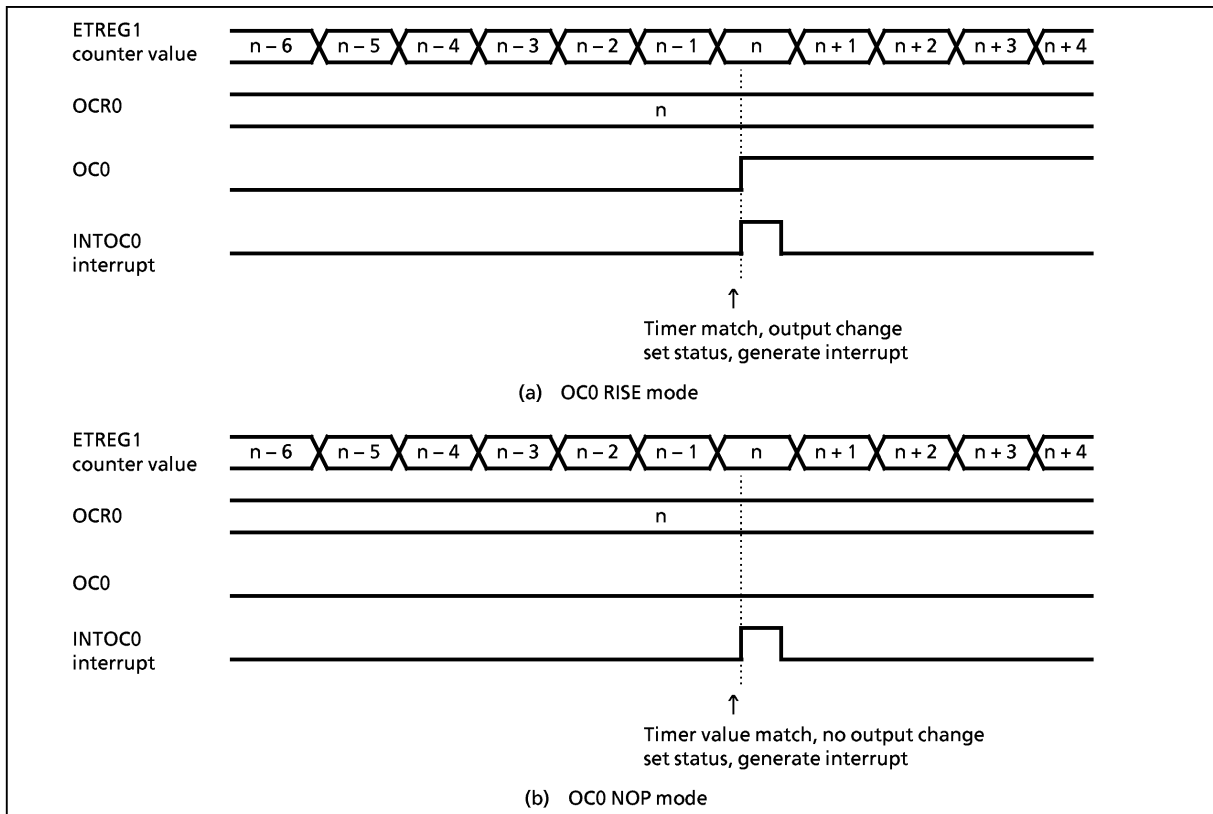 ETREG1
counter value
n – 6 n – 5 n – 4 n – 3 n – 2 n – 1 n n + 1 n + 2 n + 3 n + 4
OCR0
n
OC0
INTOC0
interrupt
↑
Timer match, output change
set status, generate interrupt
(a) OC0 RISE mode
ETREG1
counter value
n – 6 n – 5 n – 4 n – 3 n – 2 n – 1 n n + 1 n + 2 n + 3 n + 4
OCR0
n
OC0
INTOC0
interrupt
↑
Timer value match, no output change
set status, generate interrupt
(b) OC0 NOP mode